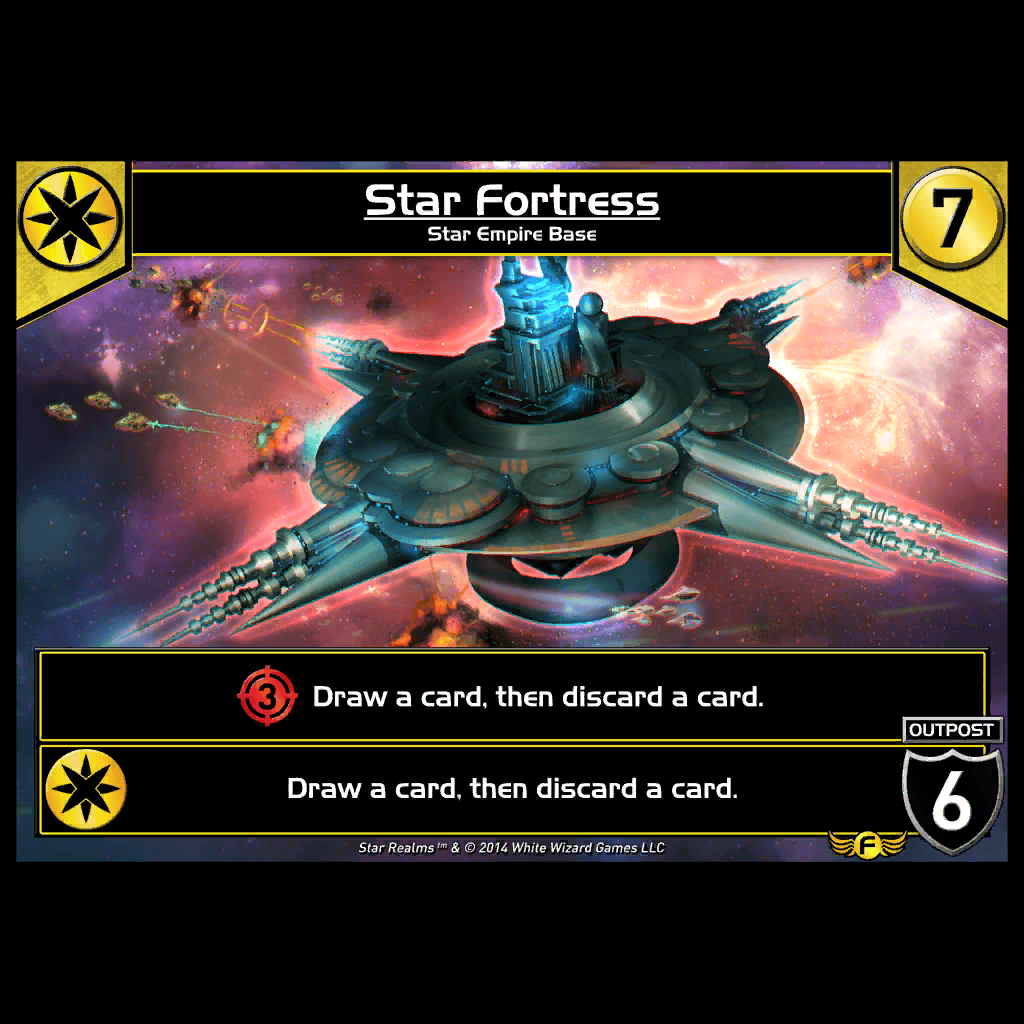 Star Fortress
7
Star Empire Base
3 Draw a card, then discard a card.
OUTPOST
Draw a card, then discard a card.
6
Star Realms™ & © 2014 White Wizard Games LLC
F